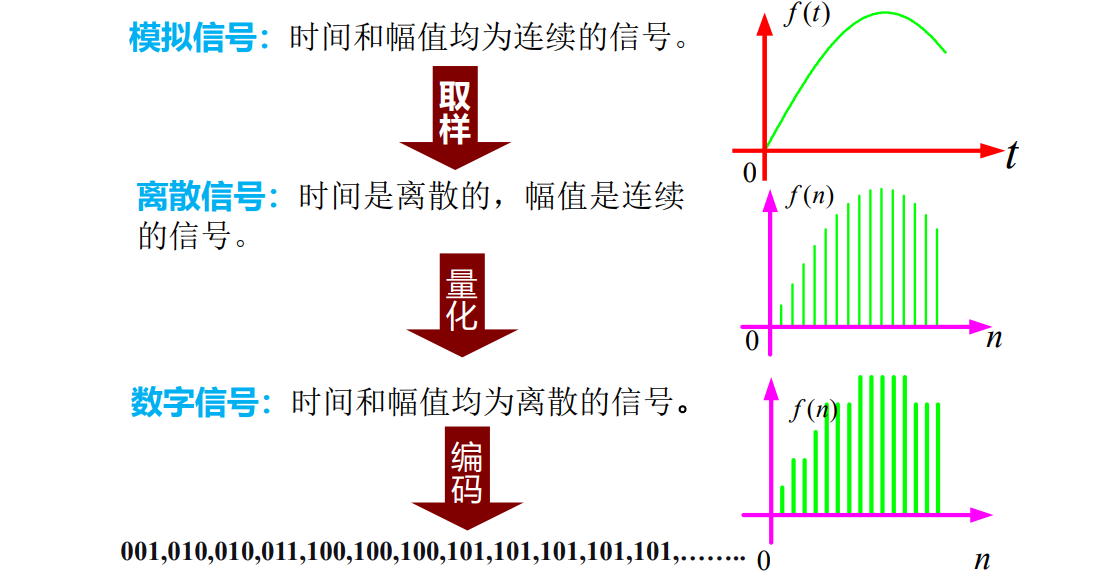 模拟信号：时间和幅值均为连续的信号。
f(t)
取样
0
t
离散信号：时间是离散的，幅值是连续
的信号。
f(n)
量化
0
n
数字信号：时间和幅值均为离散的信号。
f(n)
编码
001,010,010,011,100,100,100,101,101,101,101,101,……..
0
n